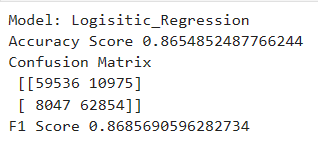 Model: Logisitic_Regression
Accuracy Score 0.8654852487766244
Confusion Matrix
[[59536 10975]
[ 8047 62854]]
F1 Score 0.8685690596282734